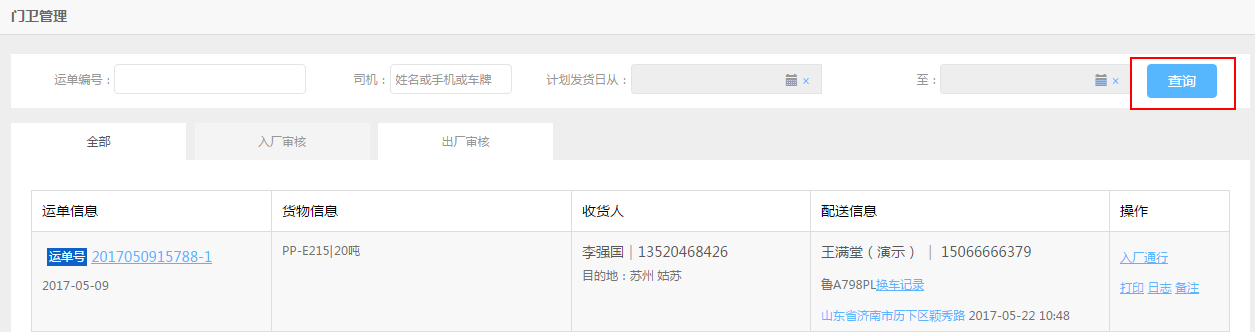 门卫管理
运单编号： 司机： 姓名或手机或车牌 计划发货日从： × 至： × 查询
全部 入厂审核 出厂审核
运单信息 货物信息 收货人 配送信息 操作
运单号 2017050915788-1
2017-05-09
PP-E215|20吨
李强国｜13520468426
目的地：苏州 姑苏
王满堂（演示） ｜ 15066666379
鲁A798PL换车记录
山东省济南市历下区颖秀路 2017-05-22 10:48
入厂通行
打印 日志 备注